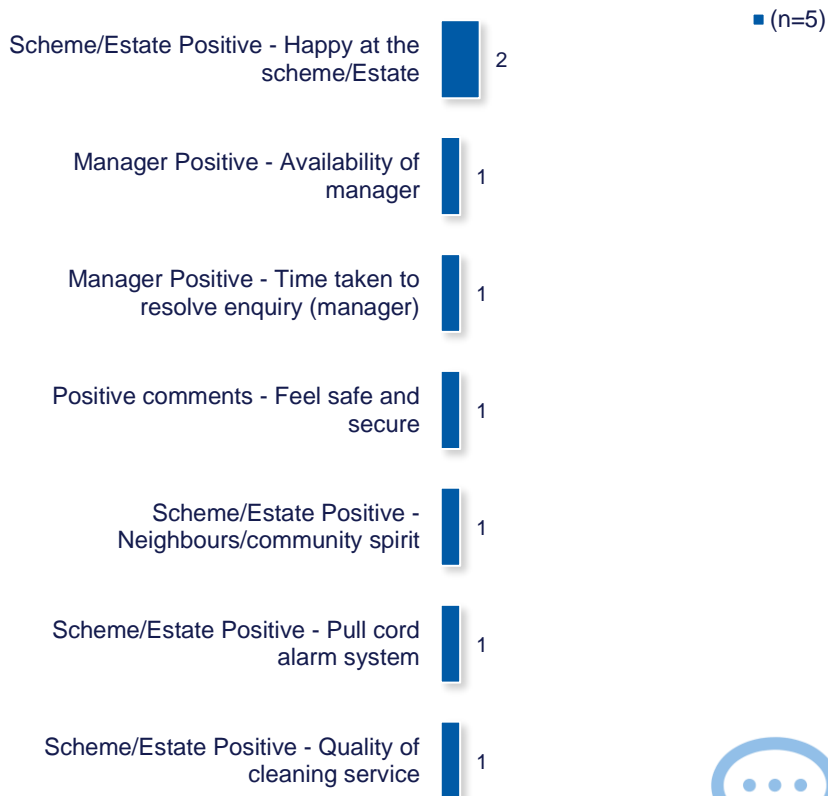 (n=5)
Scheme/Estate Positive - Happy at the
scheme/Estate
2
Manager Positive - Availability of
manager
1
Manager Positive - Time taken to
resolve enquiry (manager)
1
Positive comments - Feel safe and
secure
1
Scheme/Estate Positive -
Neighbours/community spirit
1
Scheme/Estate Positive - Pull cord
alarm system
1
Scheme/Estate Positive - Quality of
cleaning service
1